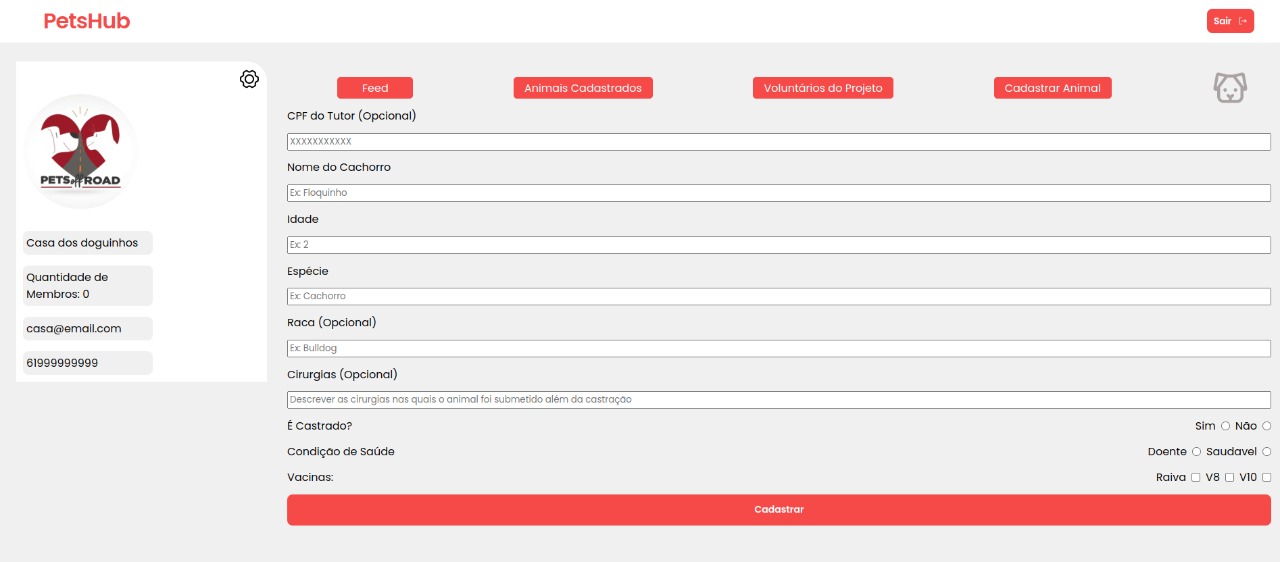 PetsHub
Sair
PETS off ROAD
Casa dos doguinhos
Quantidade de
Membros: 0
casa@email.com
61999999999
Feed Animais Cadastrados Voluntários do Projeto Cadastrar Animal
CPF do Tutor (Opcional)
XXXXXXXXXXX
Nome do Cachorro
Ex: Floquinho
Idade
Ex: 2
Espécie
Ex: Cachorro
Raca (Opcional)
Ex: Bulldog
Cirurgias (Opcional)
Descrever as cirurgias nas quais o animal foi submetido além da castração
É Castrado? Sim Não
Condição de Saúde Doente Saudavel
Vacinas: Raiva V8 V10
Cadastrar